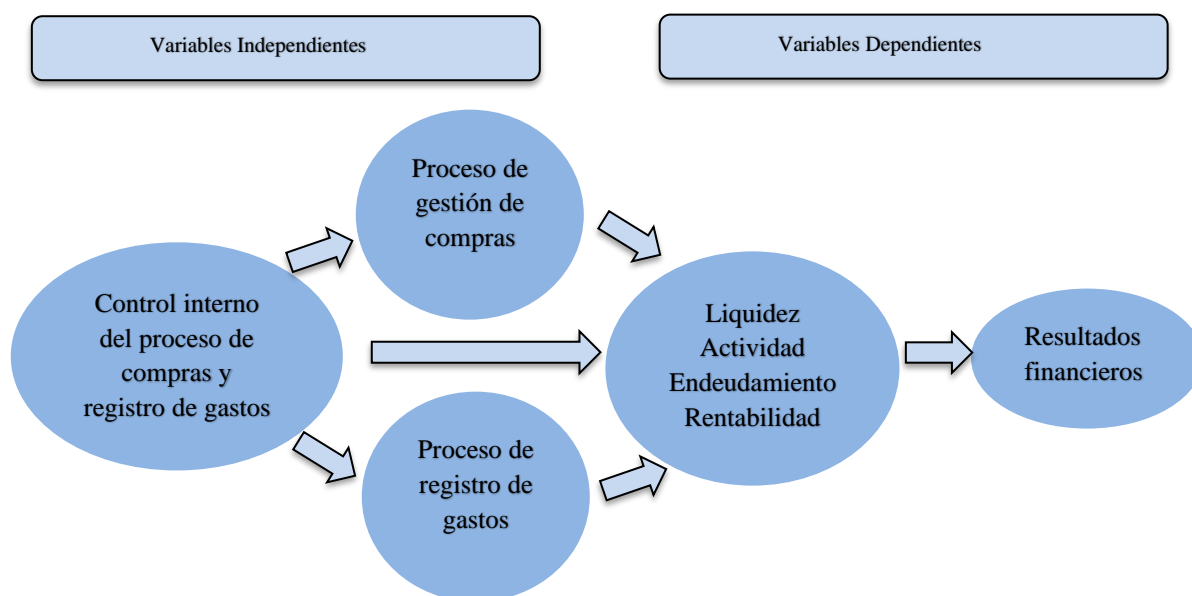 Variables Independientes
Variables Dependientes
Proceso de
gestión de
compras
Control interno
del proceso de
compras y
registro de gastos
Liquidez
Actividad
Endeudamiento
Rentabilidad
Resultados
financieros
Proceso de
registro de
gastos